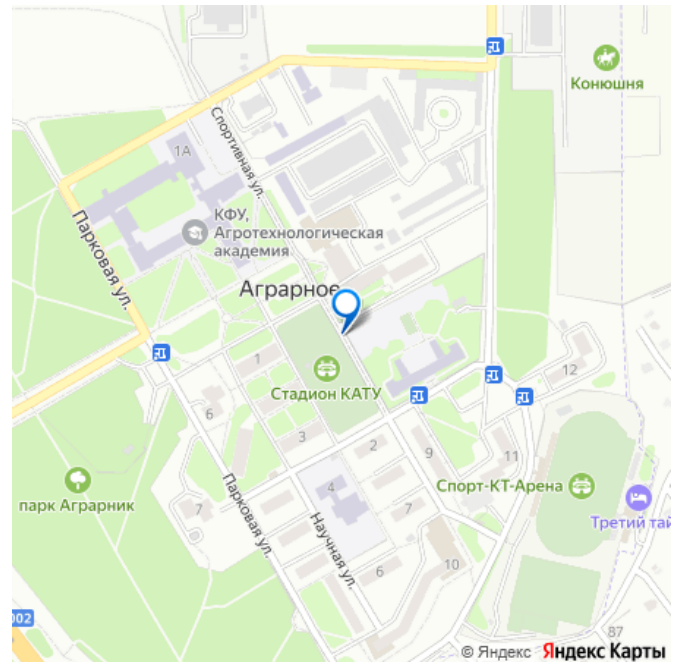 Конюшня
Спортивная ул.
1А
КФУ,
Агротехнологическая
академия
Парковая ул.
Аграрное
1
Стадион КАТУ
12
6
3
2
9
11
Спорт-КТ-Арена
парк Аграрник
7
Парковая ул.
4
Научная ул.
7
Третий тай
10
6
002
87
© Яндекс Яндекс Карты